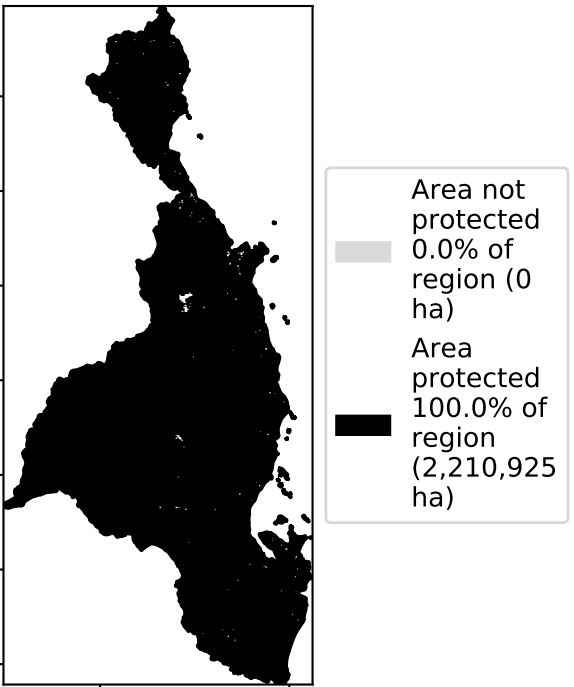 Area not
protected
0.0% of
region (0
ha)
Area
protected
100.0% of
region
(2,210,925
ha)